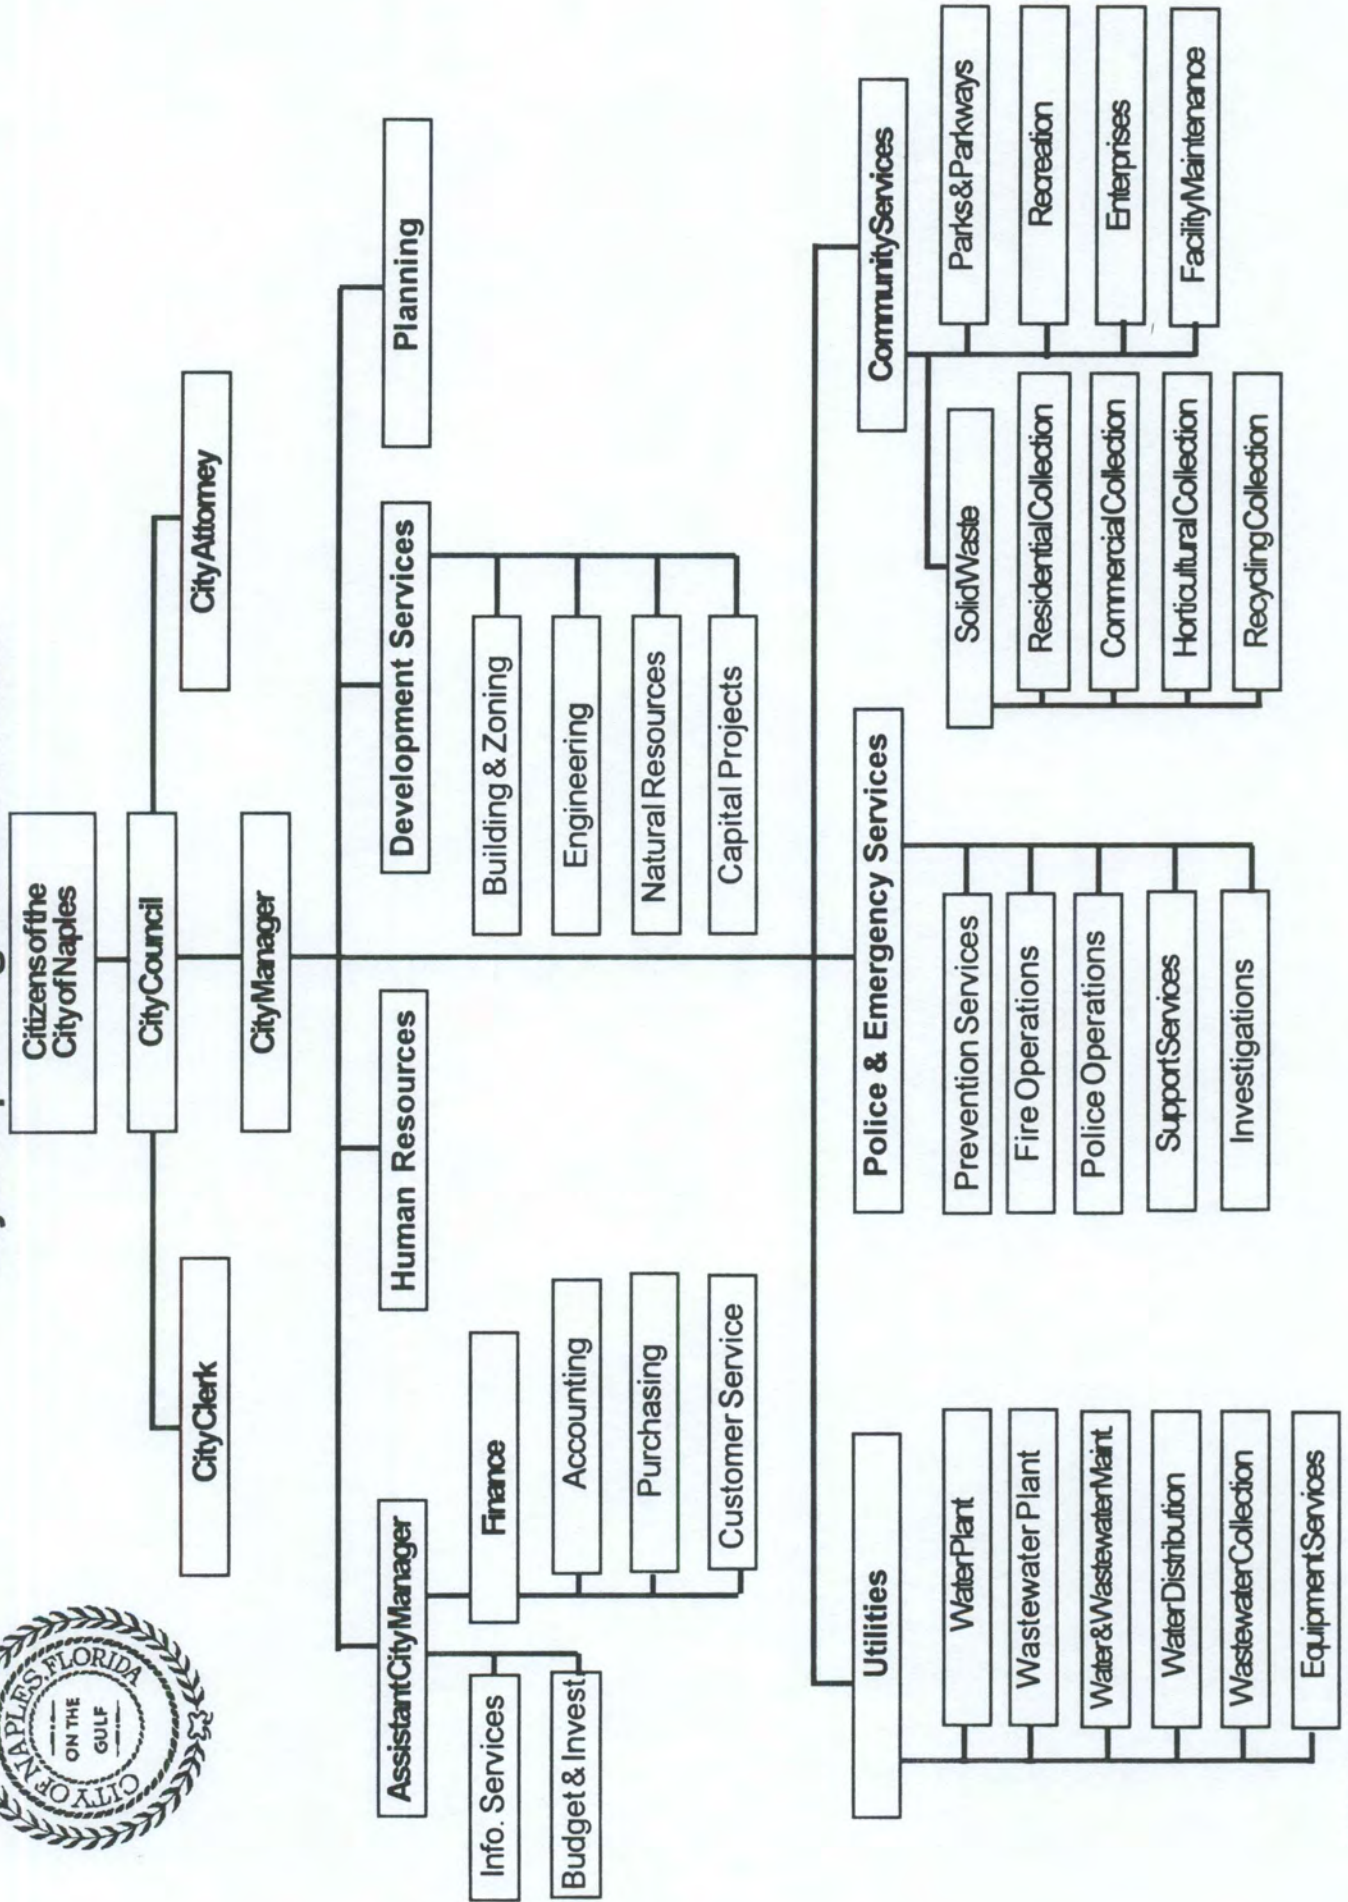 CITY OF NAPLES, FLORIDA
ON THE
GULF
Citizens of the
City of Naples
City Council
City Clerk
City Attorney
City Manager
Assistant City Manager
Human Resources
Development Services
Planning
Info. Services
Budget & Invest
Finance
Accounting
Purchasing
Customer Service
Building & Zoning
Engineering
Natural Resources
Capital Projects
Utilities
Police & Emergency Services
Community Services
Water Plant
Wastewater Plant
Water & Wastewater Maint.
Water Distribution
Wastewater Collection
Equipment Services
Prevention Services
Fire Operations
Police Operations
Support Services
Investigations
Solid Waste
Residential Collection
Commercial Collection
Horticultural Collection
Recycling Collection
Parks & Parkways
Recreation
Enterprises
Facility Maintenance